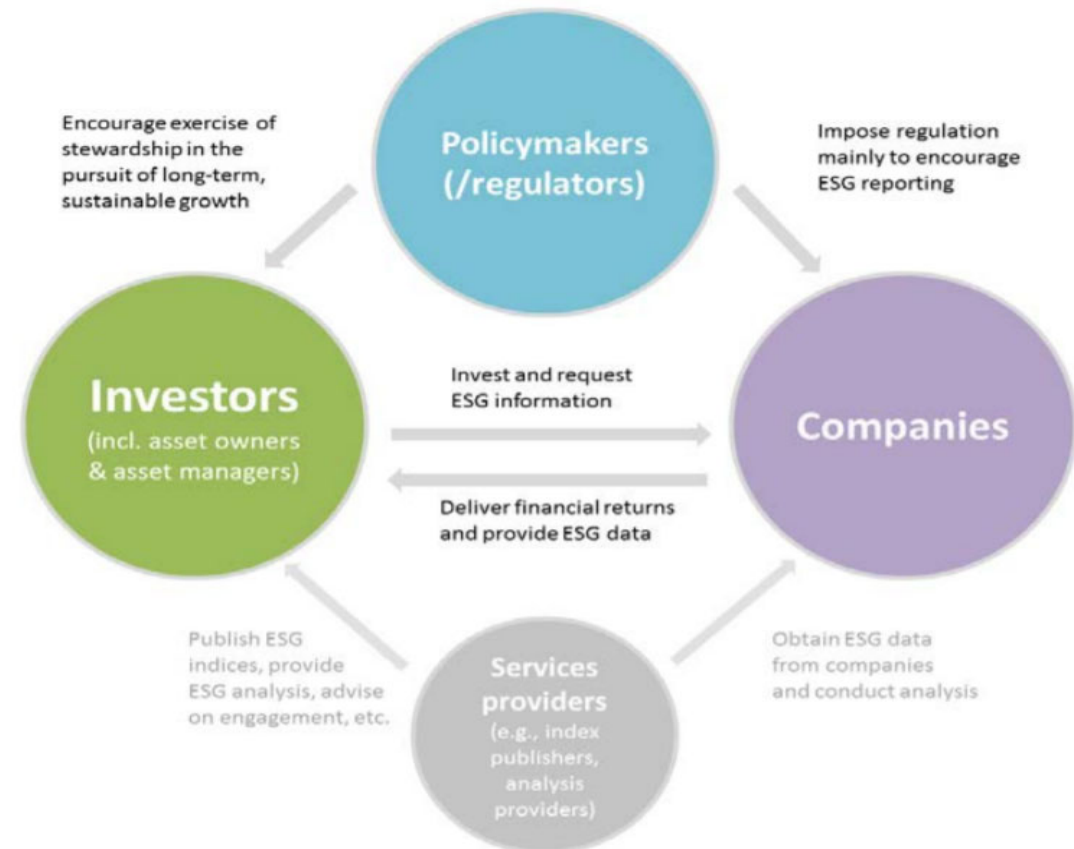 Policymakers
(/regulators)
Encourage exercise of
stewardship in the
pursuit of long-term,
sustainable growth
Impose regulation
mainly to encourage
ESG reporting
Investors
(incl. asset owners
& asset managers)
Invest and request
ESG information
Deliver financial returns
and provide ESG data
Companies
Publish ESG
indices, provide
ESG analysis, advise
on engagement, etc.
Services
providers
(e.g., index
publishers,
analysis
providers)
Obtain ESG data
from companies
and conduct analysis